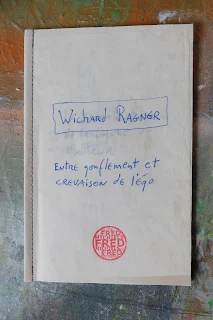 Wichard RAGNER
ENTRE gonflement et
CREVAISON DE l'égo
FRED
FRED
FRED